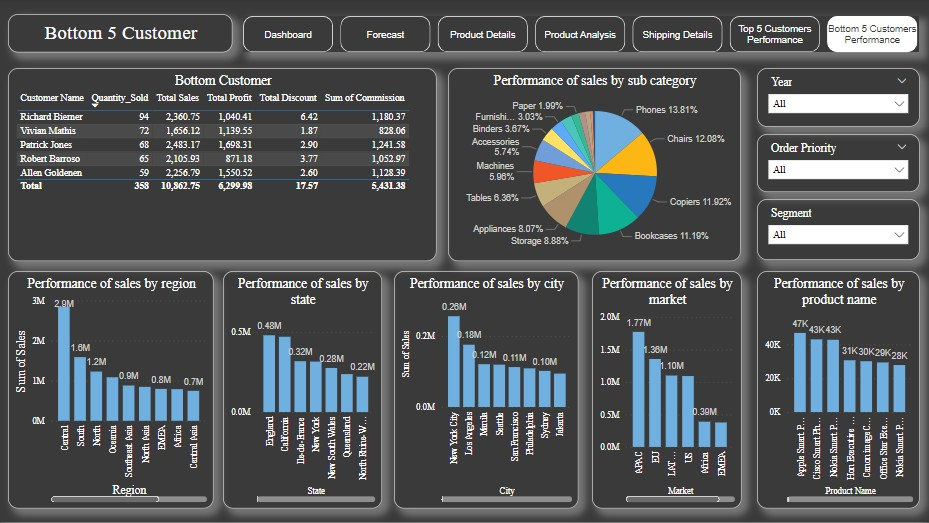 Bottom 5 Customer
Dashboard
Forecast
Product Details
Product Analysis
Shipping Details
Top 5 Customers
Performance
Bottom 5 Customers
Performance
Bottom Customer
Customer Name Quantity_Sold Total Sales Total Profit Total Discount Sum of Commission
Richard Bierner 94 2,360.75 1,040.41 6.42 1,180.37
Vivian Mathis 72 1,656.12 1,139.55 1.87 828.06
Patrick Jones 68 2,483.17 1,698.31 2.90 1,241.58
Robert Barroso 65 2,105.93 871.18 3.77 1,052.97
Allen Goldenen 59 2,256.79 1,550.52 2.60 1,128.39
Total 358 10,862.75 6,299.98 17.57 5,431.38
Performance of sales by sub category
Paper 1.99%
Furnishi... 3.03%
Binders 3.67%
Accessories
5.74%
Machines
5.96%
Tables 6.36%
Appliances 8.07%
Storage 8.88%
Phones 13.81%
Chairs 12.08%
Copiers 11.92%
Bookcases 11.19%
Year
All
Order Priority
All
Segment
All
Performance of sales by region
Sum of Sales
3M
2M
1M
0M
2.9M
1.6M
1.2M
0.9M
0.8M
0.7M
Central
South
North
Oceania
Southeast Asia
North Asia
EMEA
Africa
Central Asia
Region
Performance of sales by
state
0.5M
0.0M
0.48M
0.32M
0.28M
0.22M
England
California
Ile-de-France
New York
New South Wales
Queensland
North Rhine-W...
State
Performance of sales by city
Sum of Sales
0.2M
0.0M
0.26M
0.18M
0.12M
0.11M
0.10M
New York City
Los Angeles
Manila
Seattle
San Francisco
Philadelphia
Sydney
Jakarta
City
Performance of sales by
market
2.0M
1.5M
1.0M
0.5M
0.0M
1.77M
1.36M
1.10M
0.39M
APAC
EU
LAT...
US
Africa
EMEA
Market
Performance of sales by
product name
40K
20K
0K
47K
43K
43K
31K
30K
29K
28K
Apple Smart P...
Cisco Smart Ph...
Nokia Smart P...
Hon Executive ...
Canon image C...
Office Star Exe...
Nokia Smart P...
Product Name